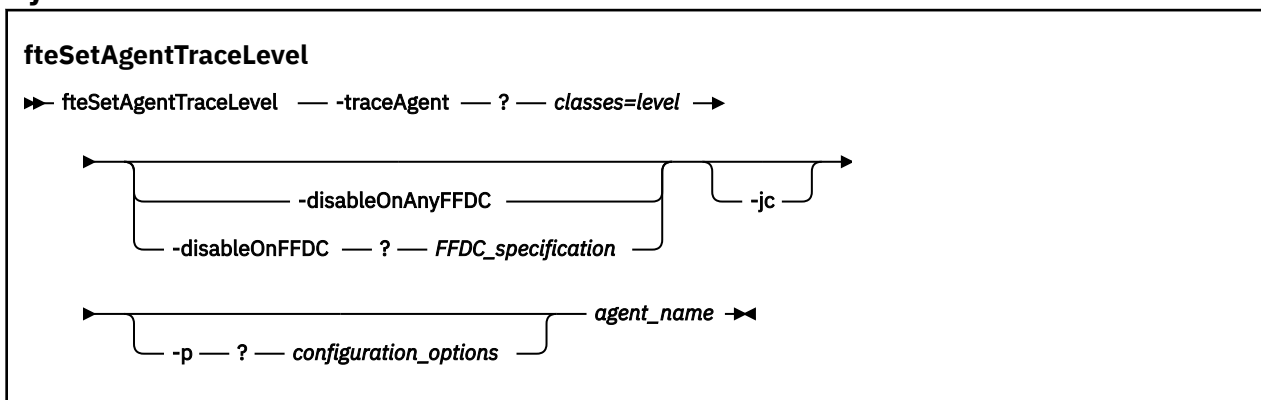 fteSetAgentTraceLevel
fteSetAgentTraceLevel -traceAgent ? classes=level
-disableOnAnyFFDC
-jc
-disableOnFFDC ? FFDC_specification
agent_name
-p ? configuration_options